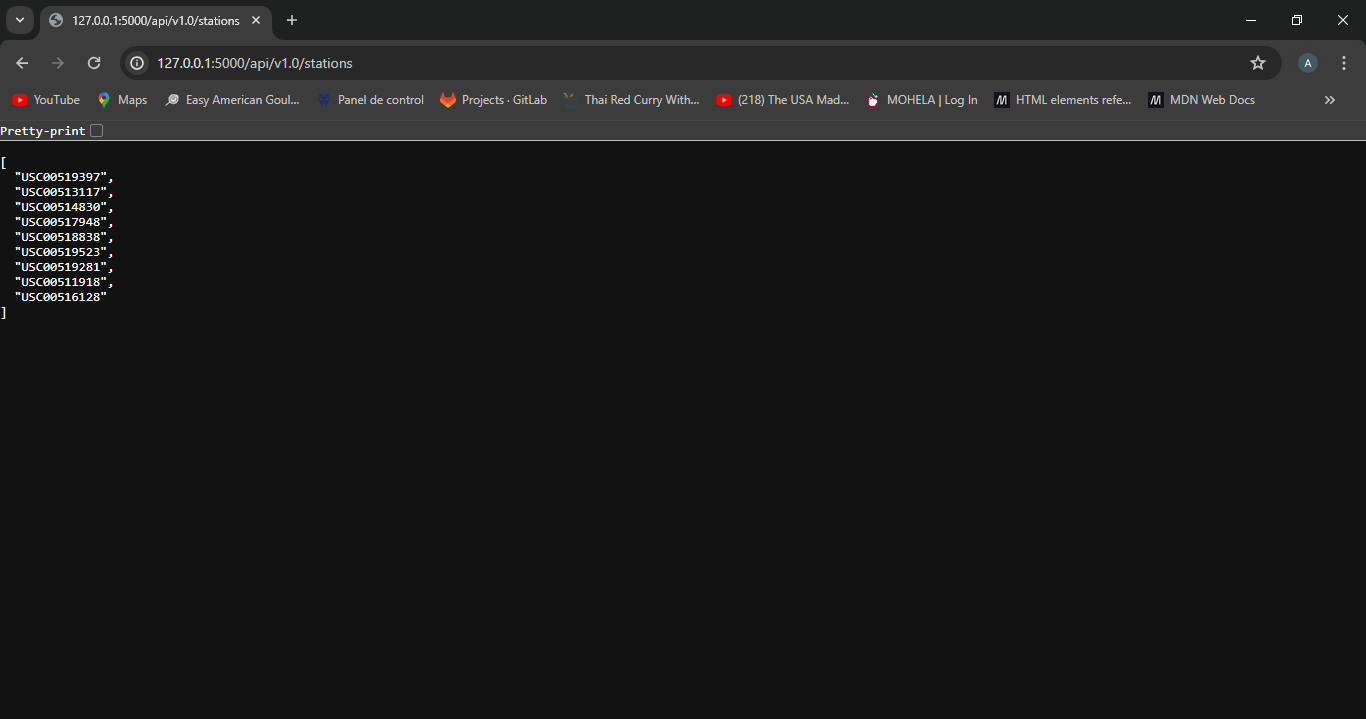 127.0.0.1:5000/api/v1.0/stations
127.0.0.1:5000/api/v1.0/stations
A
YouTube
Maps
Easy American Goul...
Panel de control
Projects · GitLab
Thai Red Curry With...
(218) The USA Mad...
MOHELA | Log In
M
HTML elements refe...
M
MDN Web Docs
»
Pretty-print
[
"USC00519397",
"USC00513117",
"USC00514830",
"USC00517948",
"USC00518838",
"USC00519523",
"USC00519281",
"USC00511918",
"USC00516128"
]